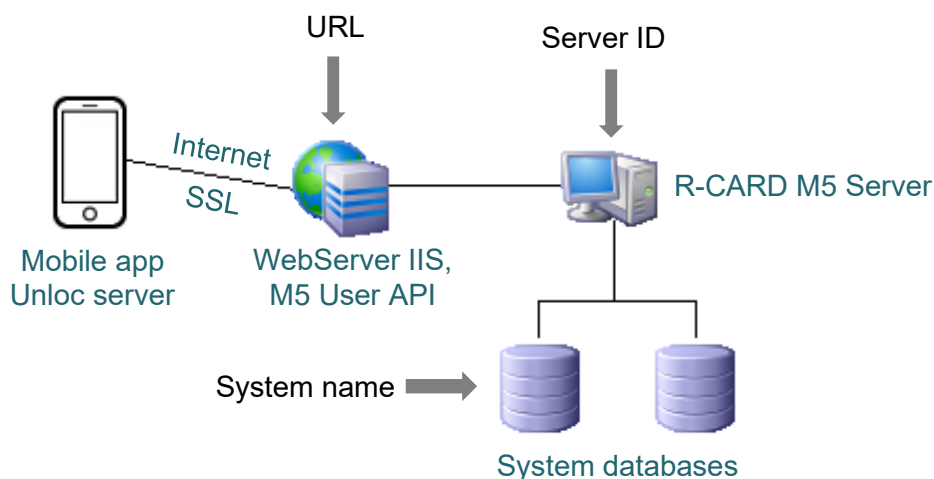 URL
Server ID
Internet
SSL
R-CARD M5 Server
Mobile app
Unloc server
WebServer IIS,
M5 User API
System name
System databases